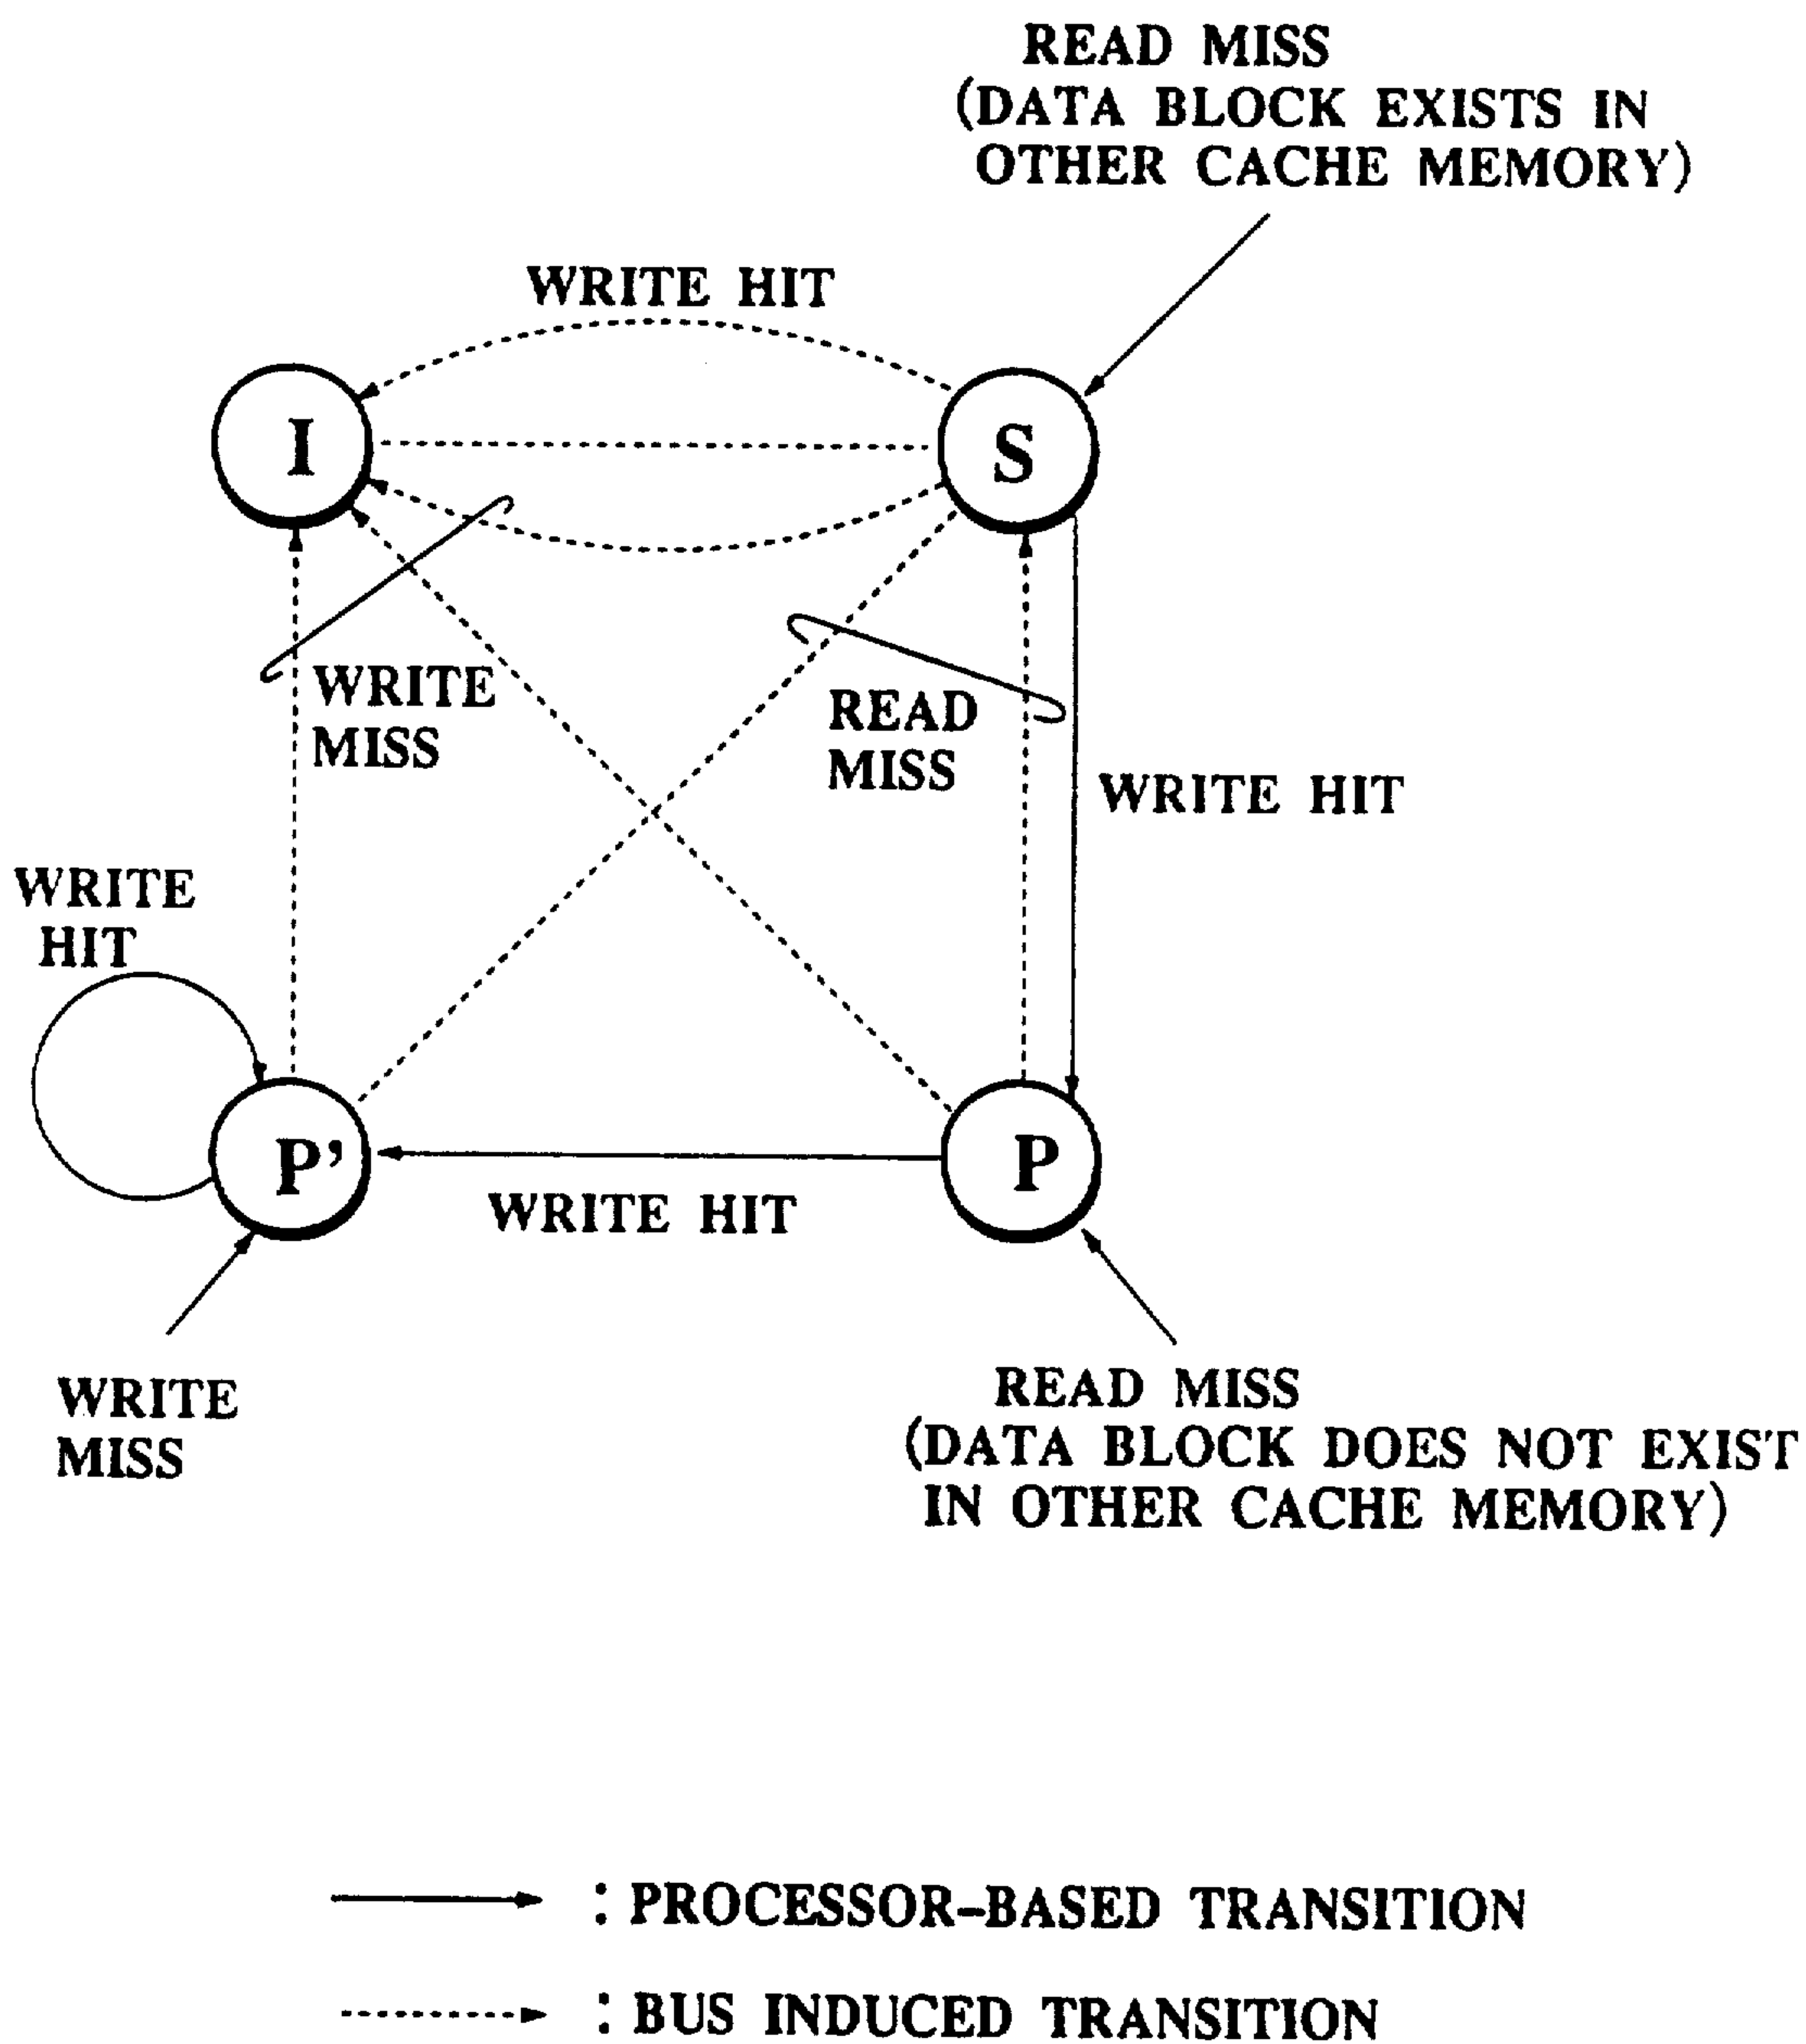 READ MISS
(DATA BLOCK EXISTS IN
OTHER CACHE MEMORY)
WRITE HIT
I
S
WRITE
MISS
READ
MISS
WRITE HIT
WRITE
HIT
P'
P
WRITE HIT
WRITE
MISS
READ MISS
(DATA BLOCK DOES NOT EXIST
IN OTHER CACHE MEMORY)
: PROCESSOR-BASED TRANSITION
: BUS INDUCED TRANSITION